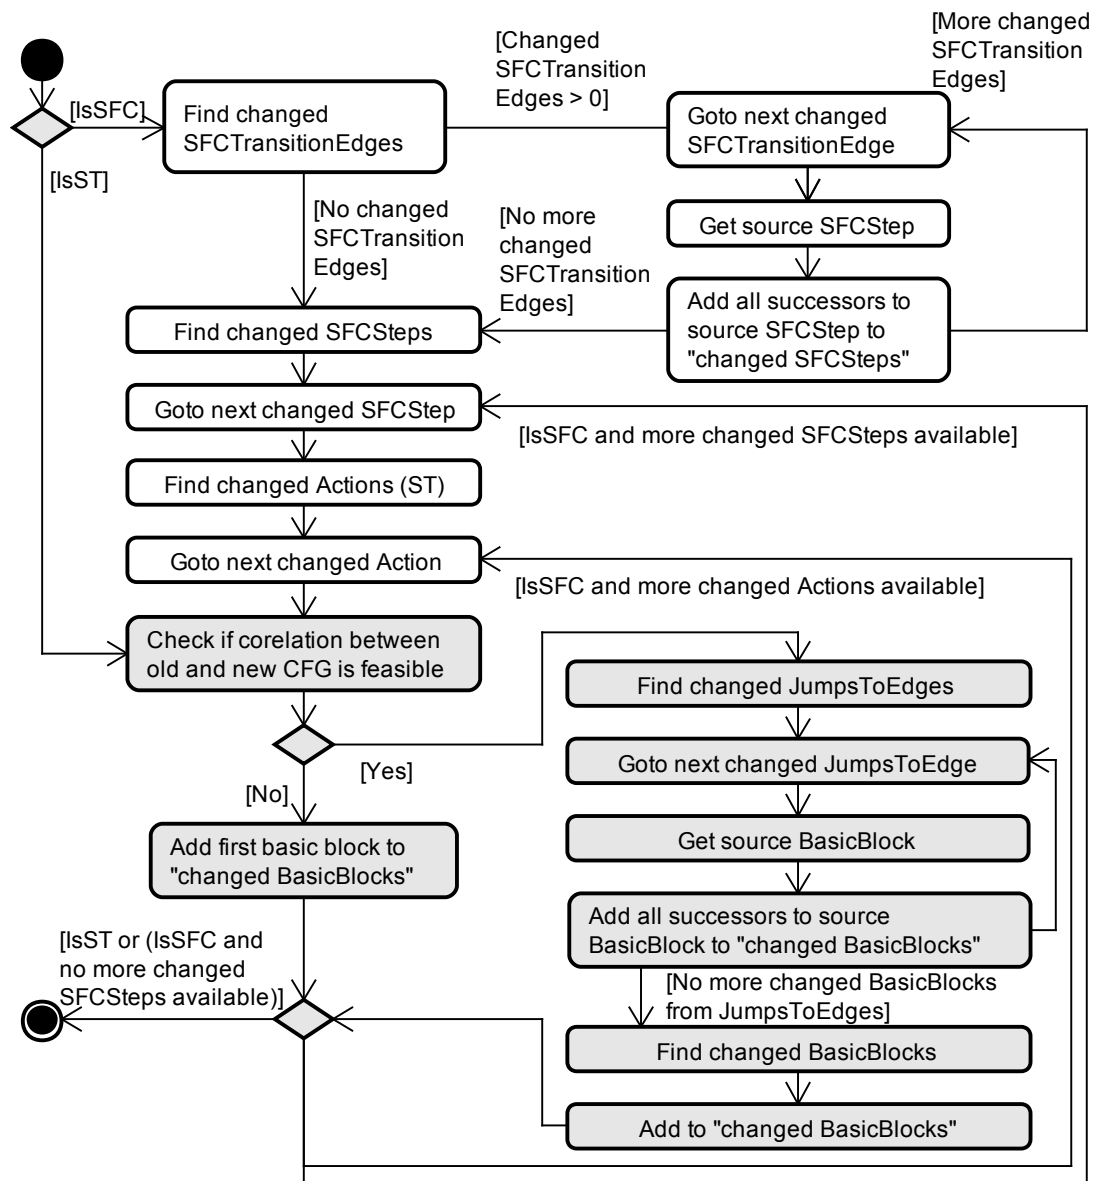 [More changed
SFCTransition
Edges]
[Changed
SFCTransition
Edges > 0]
[IsSFC]
Find changed
SFCTransitionEdges
Goto next changed
SFCTransitionEdge
[IsST]
[No changed
SFCTransition
Edges]
[No more
changed
SFCTransition
Edges]
Get source SFCStep
Add all successors to
source SFCStep to
"changed SFCSteps"
Find changed SFCSteps
Goto next changed SFCStep
[IsSFC and more changed SFCSteps available]
Find changed Actions (ST)
Goto next changed Action
[IsSFC and more changed Actions available]
Check if corelation between
old and new CFG is feasible
Find changed JumpsToEdges
[Yes]
Goto next changed JumpsToEdge
[No]
Add first basic block to
"changed BasicBlocks"
Get source BasicBlock
Add all successors to source
BasicBlock to "changed BasicBlocks"
[IsST or (IsSFC and
no more changed
SFCSteps available)]
[No more changed BasicBlocks
from JumpsToEdges]
Find changed BasicBlocks
Add to "changed BasicBlocks"